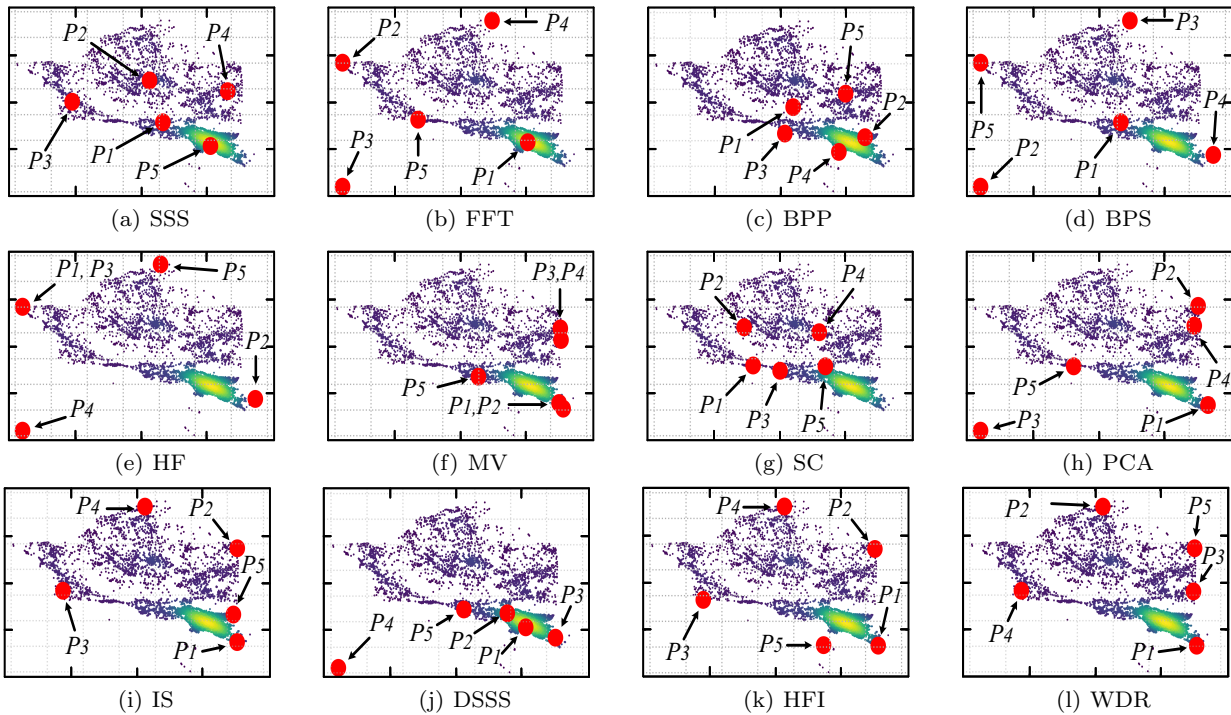 P2 P4 P3 P1 P5
(a) SSS
P4 P2 P3 P5 P1
(b) FFT
P5 P2 P1 P3 P4
(c) BPP
P3 P4 P5 P1 P2
(d) BPS
P1, P3 P5 P2 P4
(e) HF
P3,P4 P5 P1,P2
(f) MV
P2 P4 P1 P3 P5
(g) SC
P2 P4 P5 P1 P3
(h) PCA
P4 P2 P5 P3 P1
(i) IS
P3 P5 P2 P4 P1
(j) DSSS
P4 P2 P1 P3 P5
(k) HFI
P2 P5 P3 P4 P1
(l) WDR